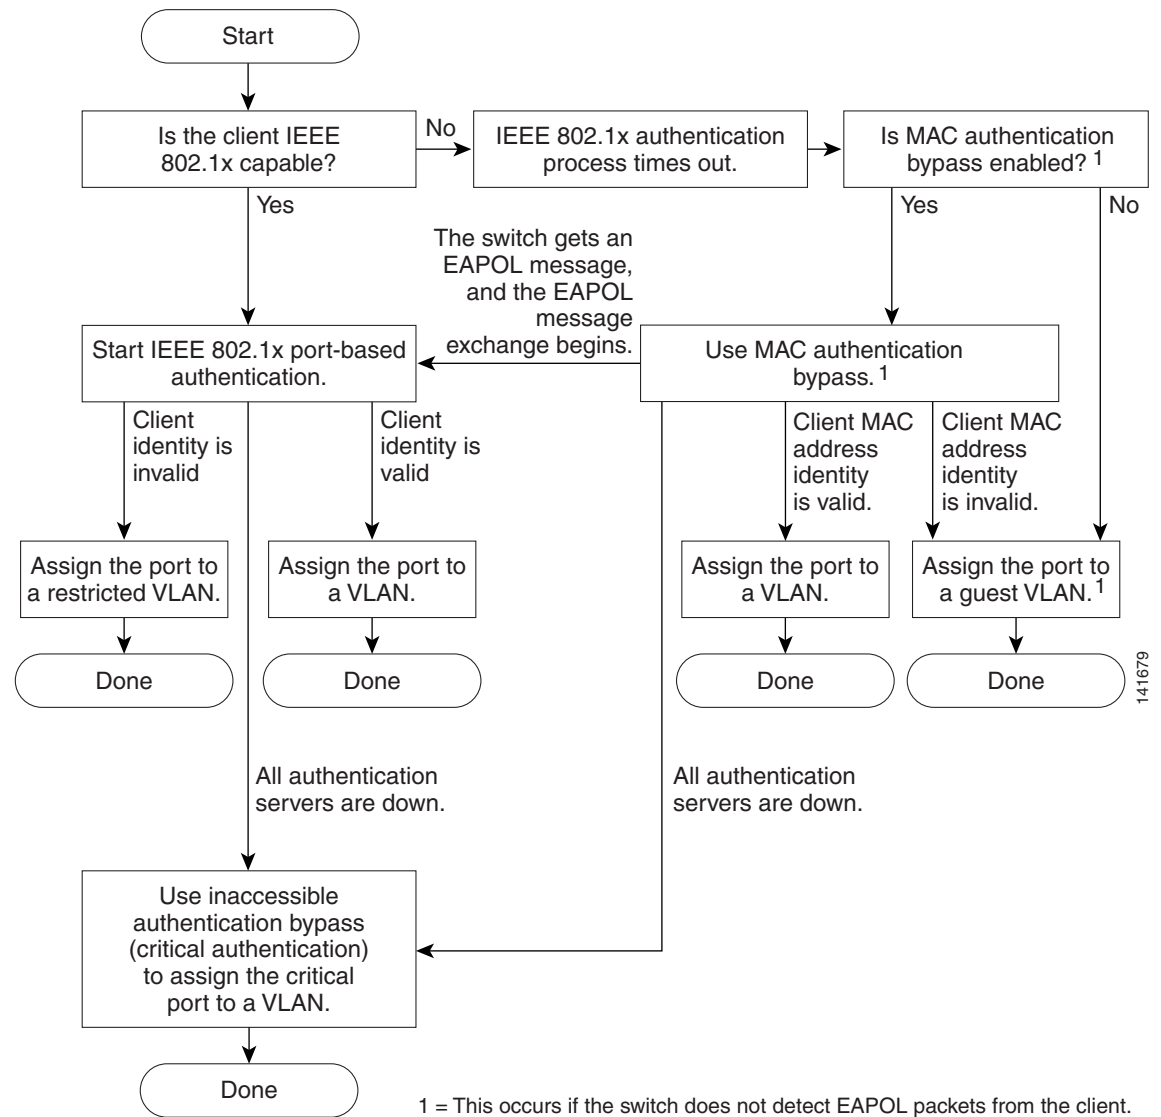 Start
Is the client IEEE
802.1x capable?
No
IEEE 802.1x authentication
process times out.
Is MAC authentication
bypass enabled? 1
Yes
Yes
No
The switch gets an
EAPOL message,
and the EAPOL
message
exchange begins.
Start IEEE 802.1x port-based
authentication.
Use MAC authentication
bypass. 1
Client
identity is
invalid
Client
identity is
valid
Client MAC
address
identity
is valid.
Client MAC
address
identity
is invalid.
Assign the port to
a restricted VLAN.
Assign the port to
a VLAN.
Assign the port to
a VLAN.
Assign the port to
a guest VLAN. 1
Done
Done
Done
Done
141679
All authentication
servers are down.
All authentication
servers are down.
Use inaccessible
authentication bypass
(critical authentication)
to assign the critical
port to a VLAN.
Done
1 = This occurs if the switch does not detect EAPOL packets from the client.